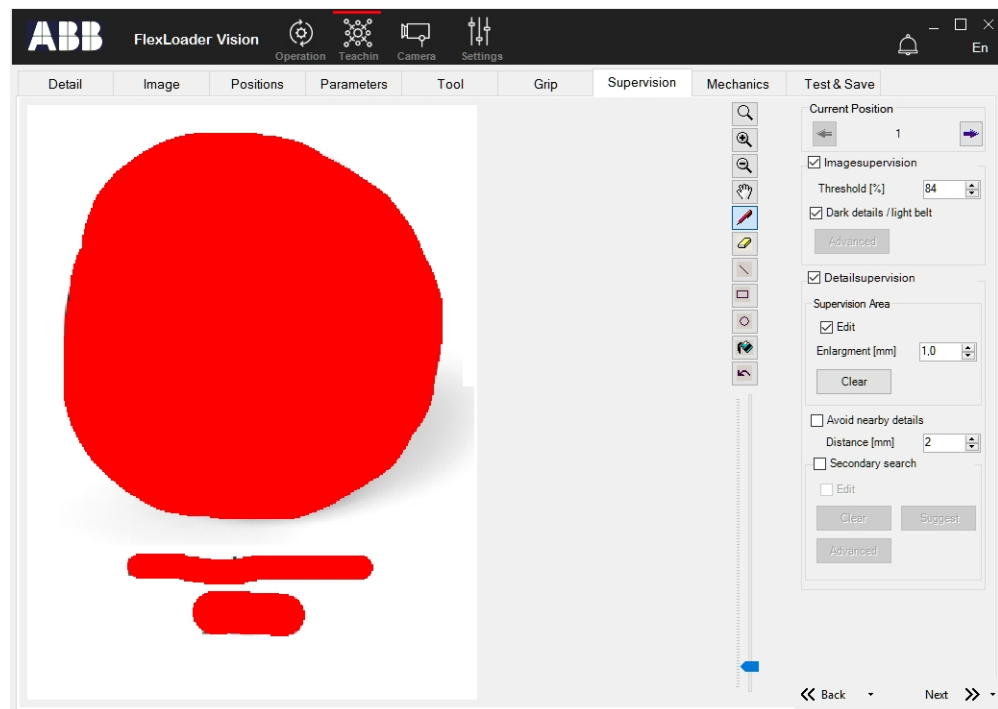 ABB FlexLoader Vision
Operation Teachin Camera Settings
En
Detail Image Positions Parameters Tool Grip Supervision Mechanics Test & Save
Current Position
1
Imagesupervision
Threshold [%] 84
Dark details / light belt
Advanced
Detailsupervision
Supervision Area
Edit
Enlargment [mm] 1,0
Clear
Avoid nearby details
Distance [mm] 2
Secondary search
Edit
Clear Suggest
Advanced
Back Next